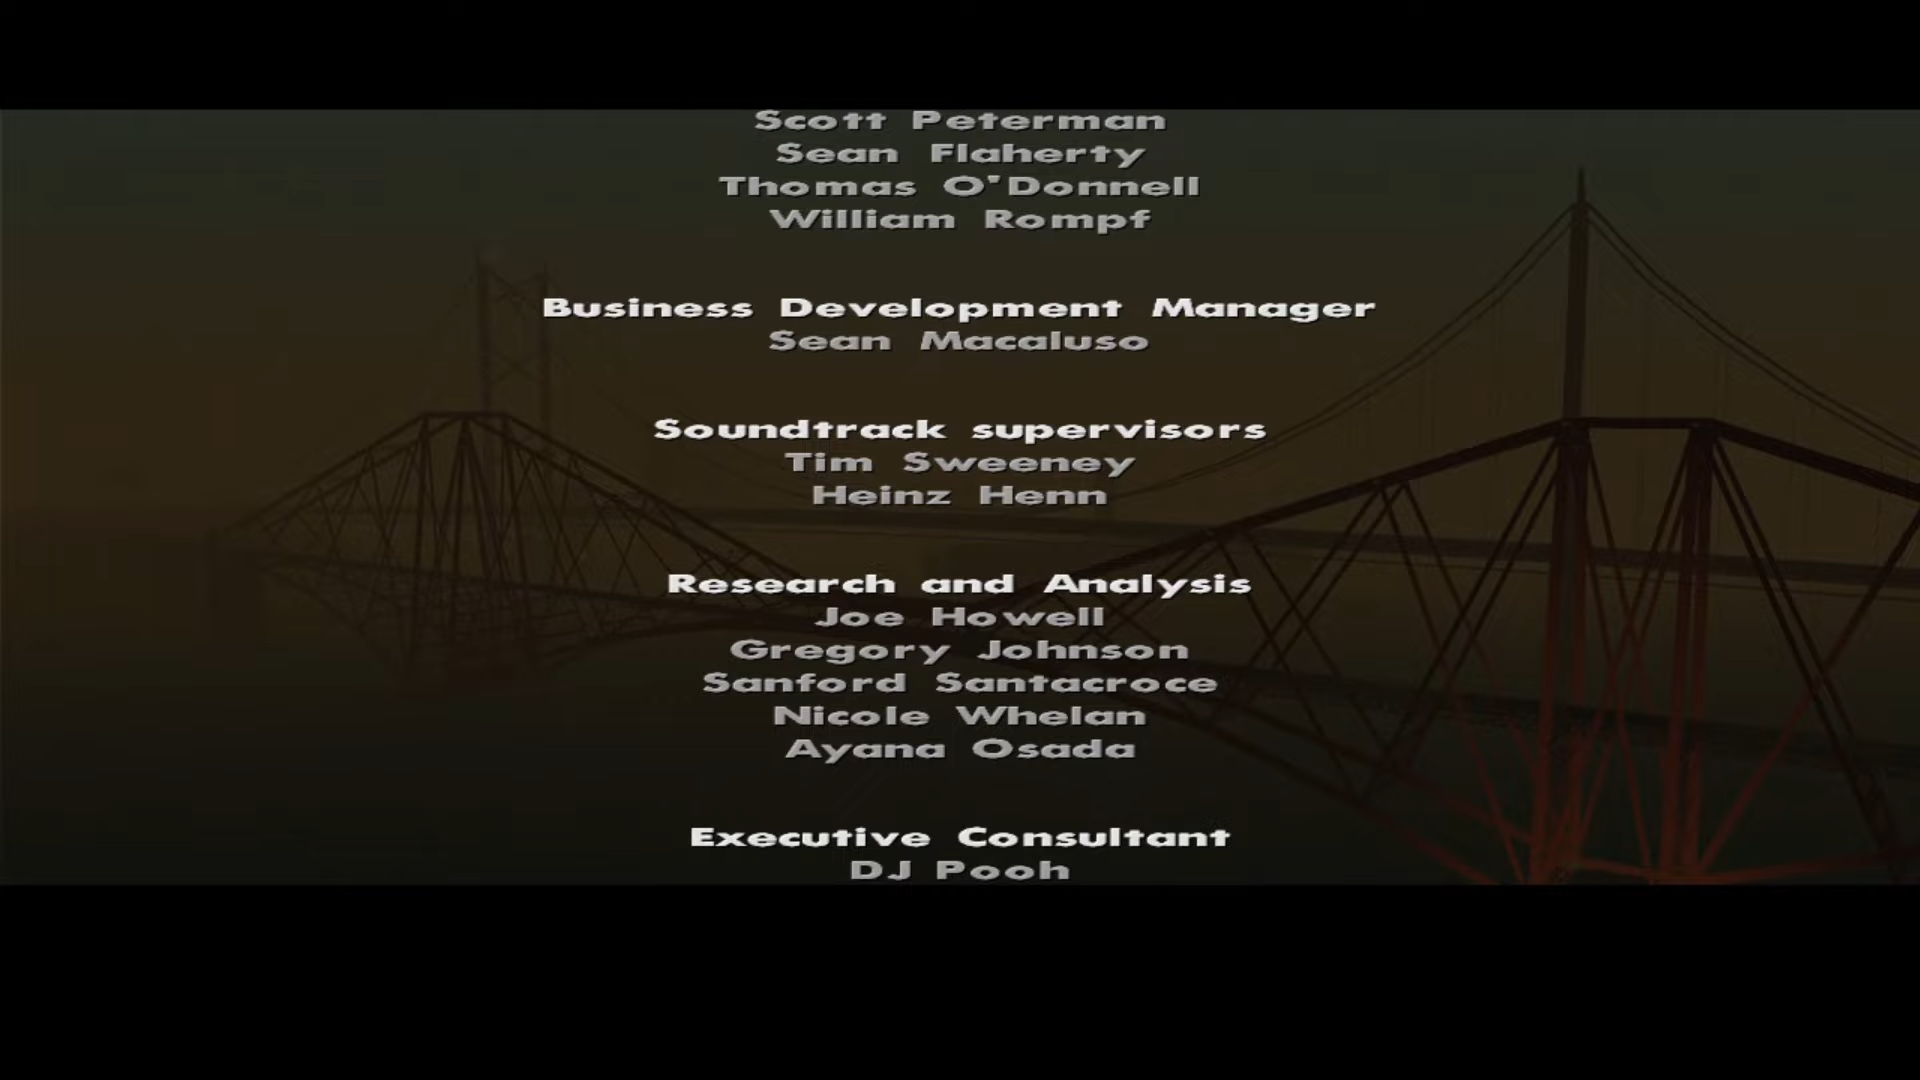 Scott Peterman
Sean Flaherty
Thomas O'Donnell
William Rompf
Business Development Manager
Sean Macaluso
Soundtrack supervisors
Tim Sweeney
Heinz Henn
Research and Analysis
Joe Howell
Gregory Johnson
Sanford Santacroce
Nicole Whelan
Ayana Osada
Executive Consultant
DJ Pooh